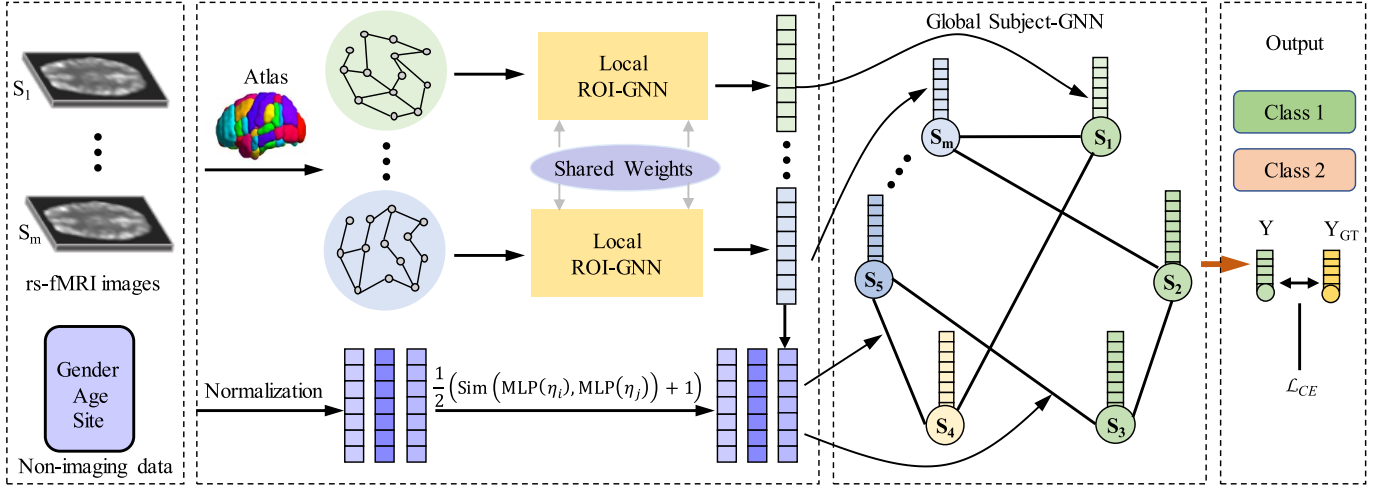 S1
Sm
rs-fMRI images
Gender
Age
Site
Non-imaging data
Atlas
Local
ROI-GNN
Shared Weights
Local
ROI-GNN
Normalization
1/2(Sim(MLP(ηi),MLP(ηj))+1)
Global Subject-GNN
Sm
S1
S5
S2
S4
S3
Output
Class 1
Class 2
Y
YGT
ℒCE